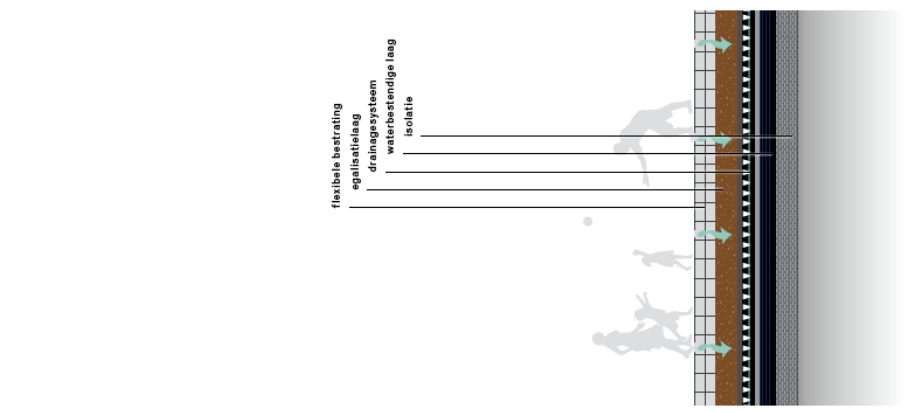 flexibele bestrating
egalisatielaag
drainagesysteem
waterbestendige laag
isolatie